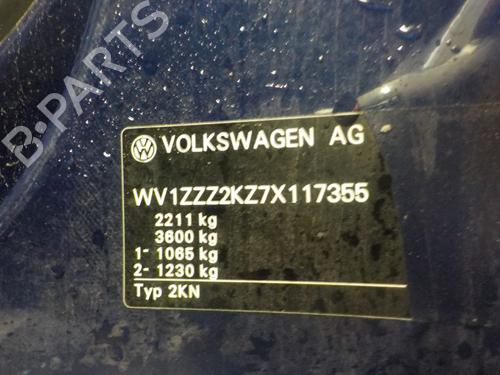 B-PARTS
VOLKSWAGEN AG
WV1ZZZ2KZ7X117355
2211 kg
3600 kg
1- 1065 kg
2- 1230 kg
Typ 2KN